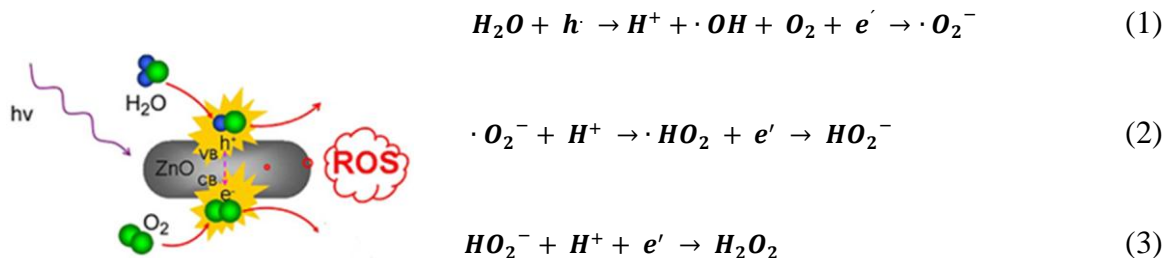 H₂O + h˙ → H⁺ + ·OH + O₂ + e′ → ·O₂⁻ (1)
hv
H₂O
h⁺
VB
ZnO
CB
e⁻
O₂
ROS
·O₂⁻ + H⁺ → ·HO₂ + e′ → HO₂⁻ (2)
HO₂⁻ + H⁺ + e′ → H₂O₂ (3)